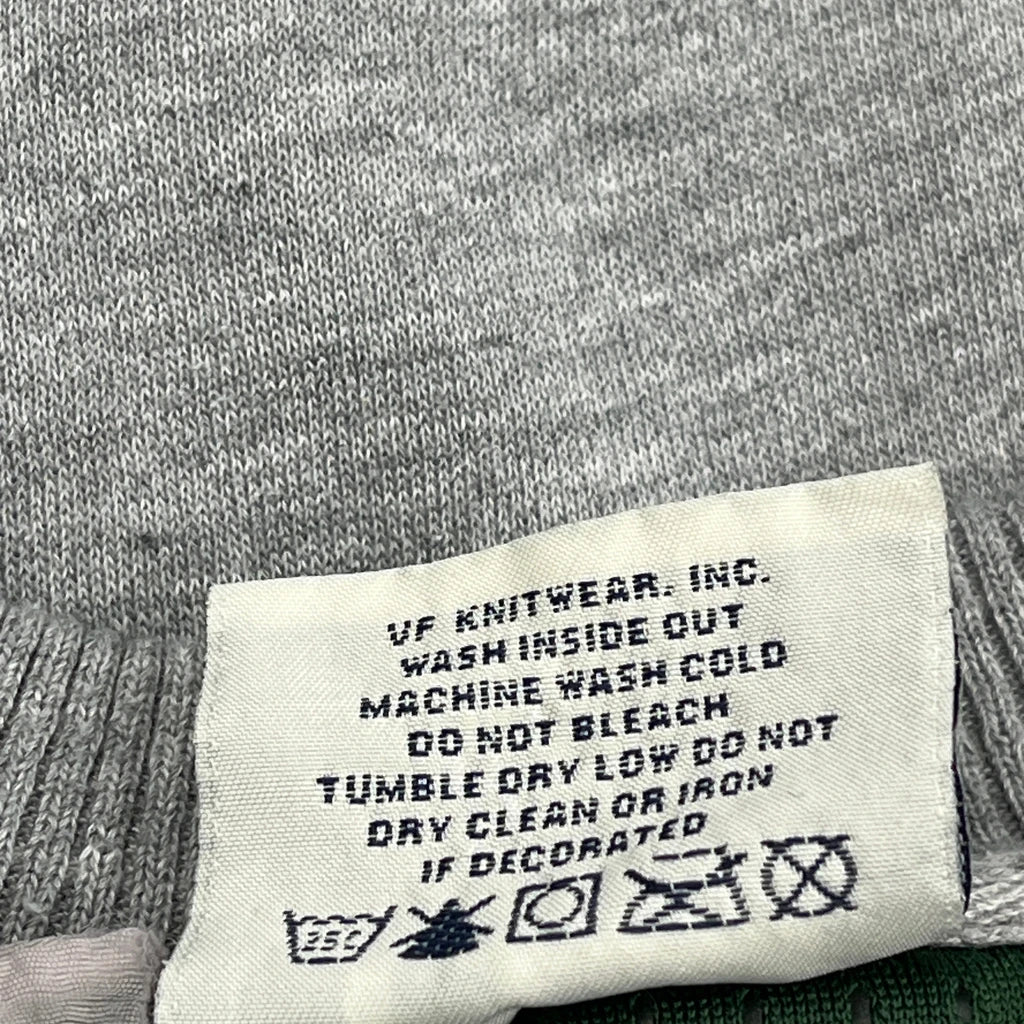 VF KNITWEAR, INC.
WASH INSIDE OUT
MACHINE WASH COLD
DO NOT BLEACH
TUMBLE DRY LOW DO NOT
DRY CLEAN OR IRON
IF DECORATED
35C